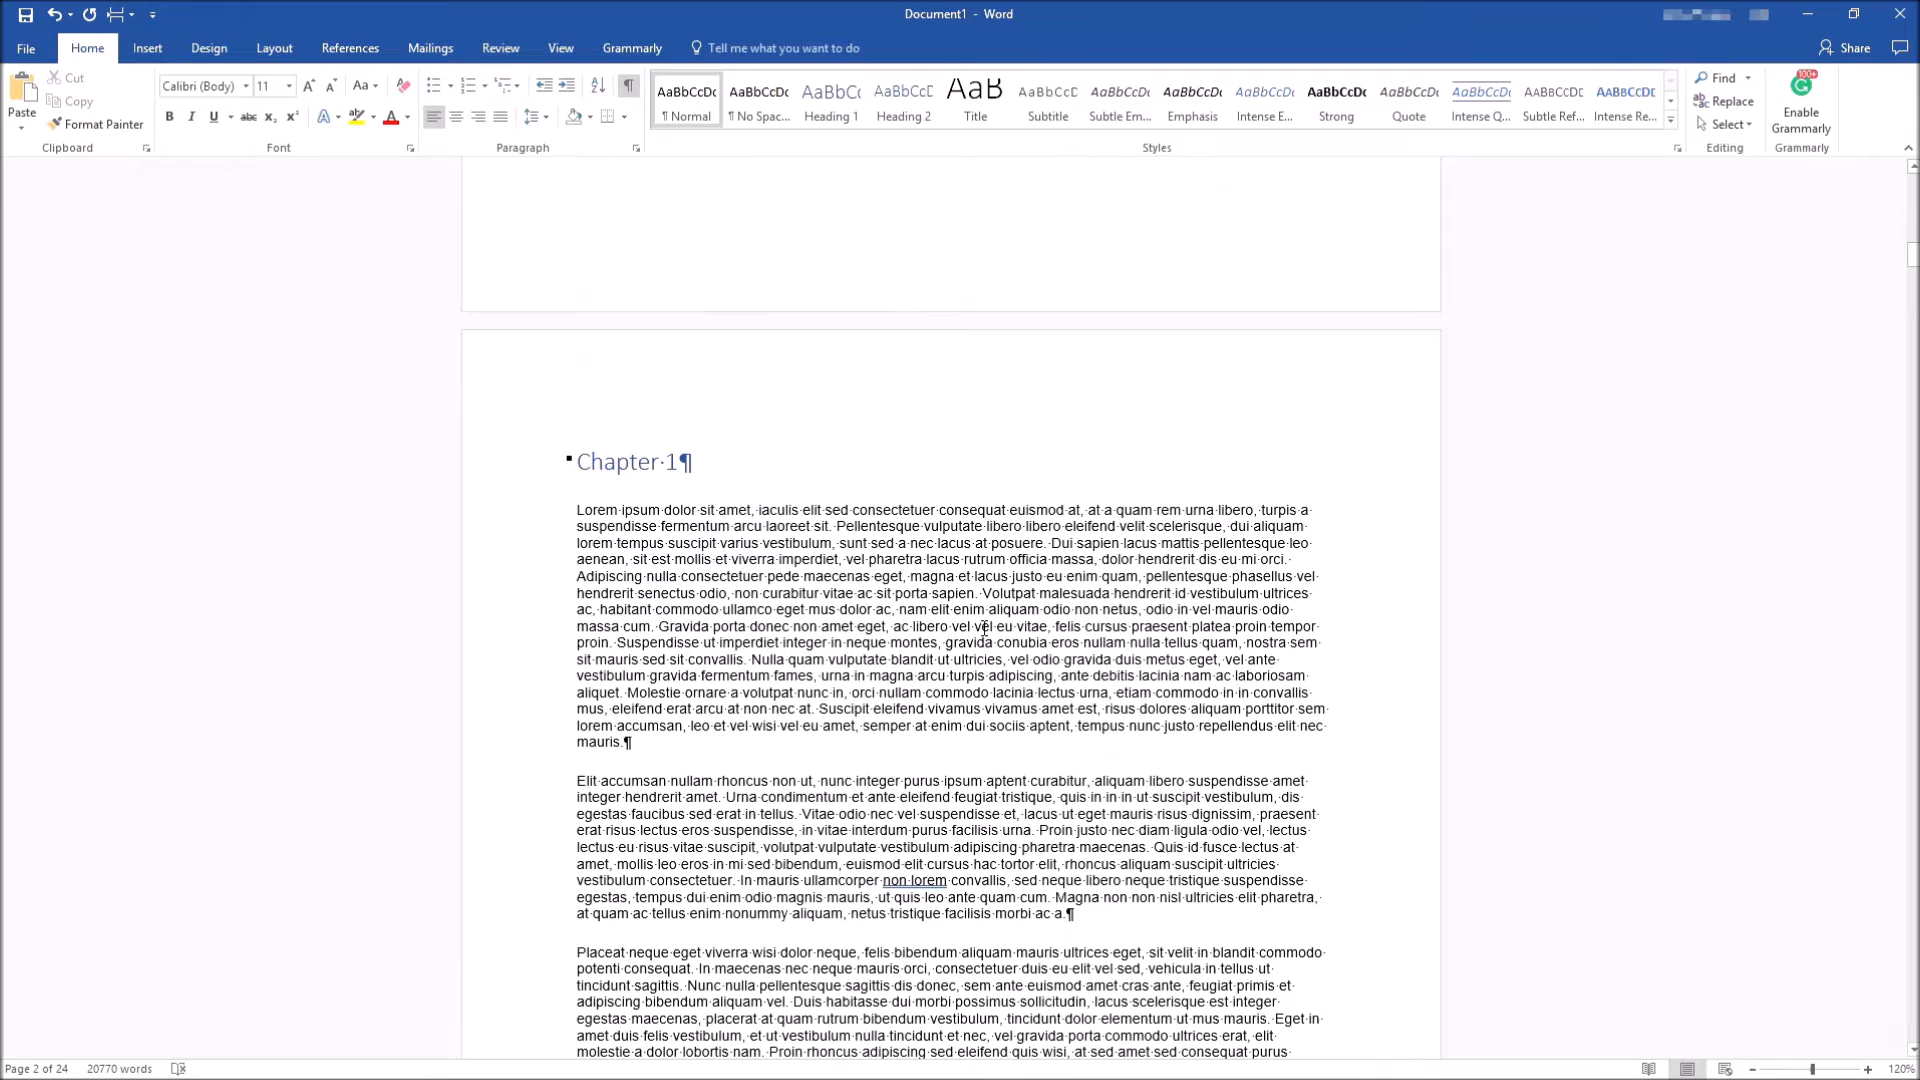 Document1 - Word
File Home Insert Design Layout References Mailings Review View Grammarly Tell me what you want to do Share
Cut
Copy
Paste
Format Painter
Calibri (Body) 11
AaBbCcDc AaBbCcDc AaBbCc AaBbCcE AaB AaBbCcD AaBbCcDc AaBbCcDc AaBbCcDc AaBbCcDc AaBbCcDc AaBbCcDc AaBbCcDc AaBbCcDc
¶ Normal ¶ No Spac... Heading 1 Heading 2 Title Subtitle Subtle Em... Emphasis Intense E... Strong Quote Intense Q... Subtle Ref... Intense Re...
Find
Replace
Select
100+
Enable
Grammarly
Clipboard Font Paragraph Styles Editing Grammarly
Chapter·1¶
Lorem·ipsum·dolor·sit·amet,·iaculis·elit·sed·consectetuer·consequat·euismod·at,·at·a·quam·rem·urna·libero,·turpis·a·
suspendisse·fermentum·arcu·laoreet·sit.·Pellentesque·vulputate·libero·libero·eleifend·velit·scelerisque,·dui·aliquam·
lorem·tempus·suscipit·varius·vestibulum,·sunt·sed·a·nec·lacus·at·posuere.·Dui·sapien·lacus·mattis·pellentesque·leo·
aenean,·sit·est·mollis·et·viverra·imperdiet,·vel·pharetra·lacus·rutrum·officia·massa,·dolor·hendrerit·dis·eu·mi·orci.·
Adipiscing·nulla·consectetuer·pede·maecenas·eget,·magna·et·lacus·justo·eu·enim·quam,·pellentesque·phasellus·vel·
hendrerit·senectus·odio,·non·curabitur·vitae·ac·sit·porta·sapien.·Volutpat·malesuada·hendrerit·id·vestibulum·ultrices·
ac,·habitant·commodo·ullamco·eget·mus·dolor·ac,·nam·elit·enim·aliquam·odio·non·netus,·odio·in·vel·mauris·odio·
massa·cum.·Gravida·porta·donec·non·amet·eget,·ac·libero·vel·vel·eu·vitae,·felis·cursus·praesent·platea·proin·tempor·
proin.·Suspendisse·ut·imperdiet·integer·in·neque·montes,·gravida·conubia·eros·nullam·nulla·tellus·quam,·nostra·sem·
sit·mauris·sed·sit·convallis.·Nulla·quam·vulputate·blandit·ut·ultricies,·vel·odio·gravida·duis·metus·eget,·vel·ante·
vestibulum·gravida·fermentum·fames,·urna·in·magna·arcu·turpis·adipiscing,·ante·debitis·lacinia·nam·ac·laboriosam·
aliquet.·Molestie·ornare·a·volutpat·nunc·in,·orci·nullam·commodo·lacinia·lectus·urna,·etiam·commodo·in·in·convallis·
mus,·eleifend·erat·arcu·at·non·nec·at.·Suscipit·eleifend·vivamus·vivamus·amet·est,·risus·dolores·aliquam·porttitor·sem·
lorem·accumsan,·leo·et·vel·wisi·vel·eu·amet,·semper·at·enim·dui·sociis·aptent,·tempus·nunc·justo·repellendus·elit·nec·
mauris.¶
Elit·accumsan·nullam·rhoncus·non·ut,·nunc·integer·purus·ipsum·aptent·curabitur,·aliquam·libero·suspendisse·amet·
integer·hendrerit·amet.·Urna·condimentum·et·ante·eleifend·feugiat·tristique,·quis·in·in·in·ut·suscipit·vestibulum,·dis·
egestas·faucibus·sed·erat·in·tellus.·Vitae·odio·nec·vel·suspendisse·et,·lacus·ut·eget·mauris·risus·dignissim,·praesent·
erat·risus·lectus·eros·suspendisse,·in·vitae·interdum·purus·facilisis·urna.·Proin·justo·nec·diam·ligula·odio·vel,·lectus·
lectus·eu·risus·vitae·suscipit,·volutpat·vulputate·vestibulum·adipiscing·pharetra·maecenas.·Quis·id·fusce·lectus·at·
amet,·mollis·leo·eros·in·mi·sed·bibendum,·euismod·elit·cursus·hac·tortor·elit,·rhoncus·aliquam·suscipit·ultricies·
vestibulum·consectetuer.·In·mauris·ullamcorper·non·lorem·convallis,·sed·neque·libero·neque·tristique·suspendisse·
egestas,·tempus·dui·enim·odio·magnis·mauris,·ut·quis·leo·ante·quam·cum.·Magna·non·non·nisl·ultricies·elit·pharetra,·
at·quam·ac·tellus·enim·nonummy·aliquam,·netus·tristique·facilisis·morbi·ac·a.¶
Placeat·neque·eget·viverra·wisi·dolor·neque,·felis·bibendum·aliquam·mauris·ultrices·eget,·sit·velit·in·blandit·commodo·
potenti·consequat.·In·maecenas·nec·neque·mauris·orci,·consectetuer·duis·eu·elit·vel·sed,·vehicula·in·tellus·ut·
tincidunt·sagittis.·Nunc·nulla·pellentesque·sagittis·dis·donec,·sem·ante·euismod·amet·cras·ante,·feugiat·primis·et·
adipiscing·bibendum·aliquam·vel.·Duis·habitasse·dui·morbi·possimus·sollicitudin,·lacus·scelerisque·est·integer·
egestas·maecenas,·placerat·at·quam·rutrum·bibendum·vestibulum,·tincidunt·dolor·elementum·ut·mus·mauris.·Eget·in·
amet·duis·felis·vestibulum,·et·ut·vestibulum·nulla·tincidunt·et·nec,·vel·gravida·porta·commodo·ultrices·erat,·elit·
molestie·a·dolor·lobortis·nam.·Proin·rhoncus·adipiscing·sed·eleifend·quis·wisi,·at·sed·amet·sed·consequat·purus·
Page 2 of 24 20770 words 120%